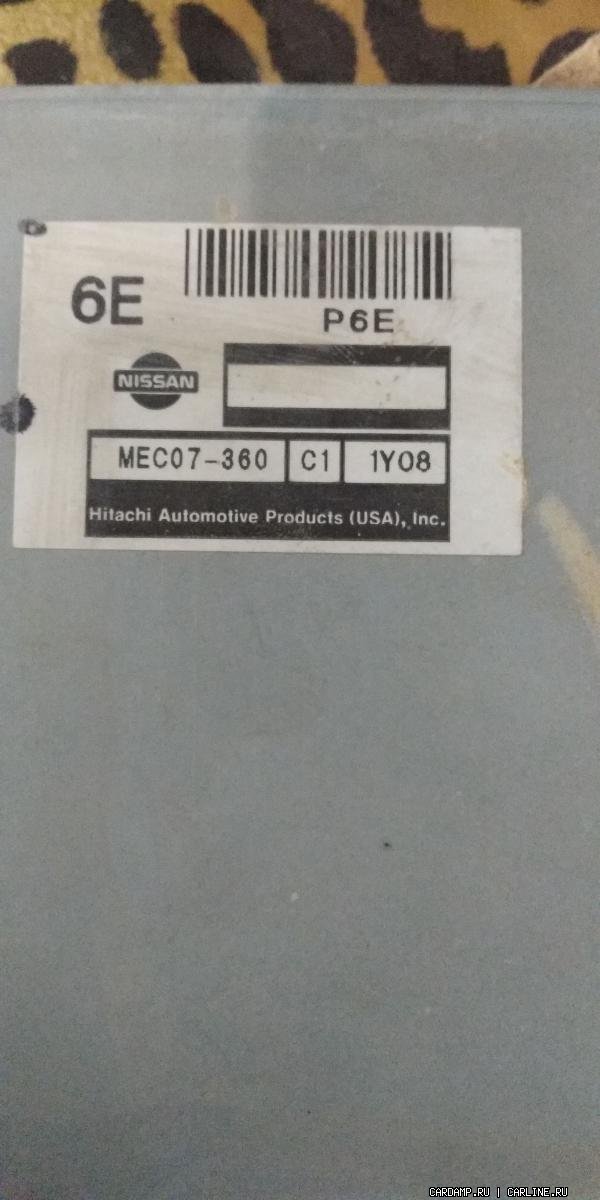 6E
P6E
NISSAN
MEC07-360 C1 1Y08
Hitachi Automotive Products (USA), Inc.
CARDAMP.RU | CARLINE.RU